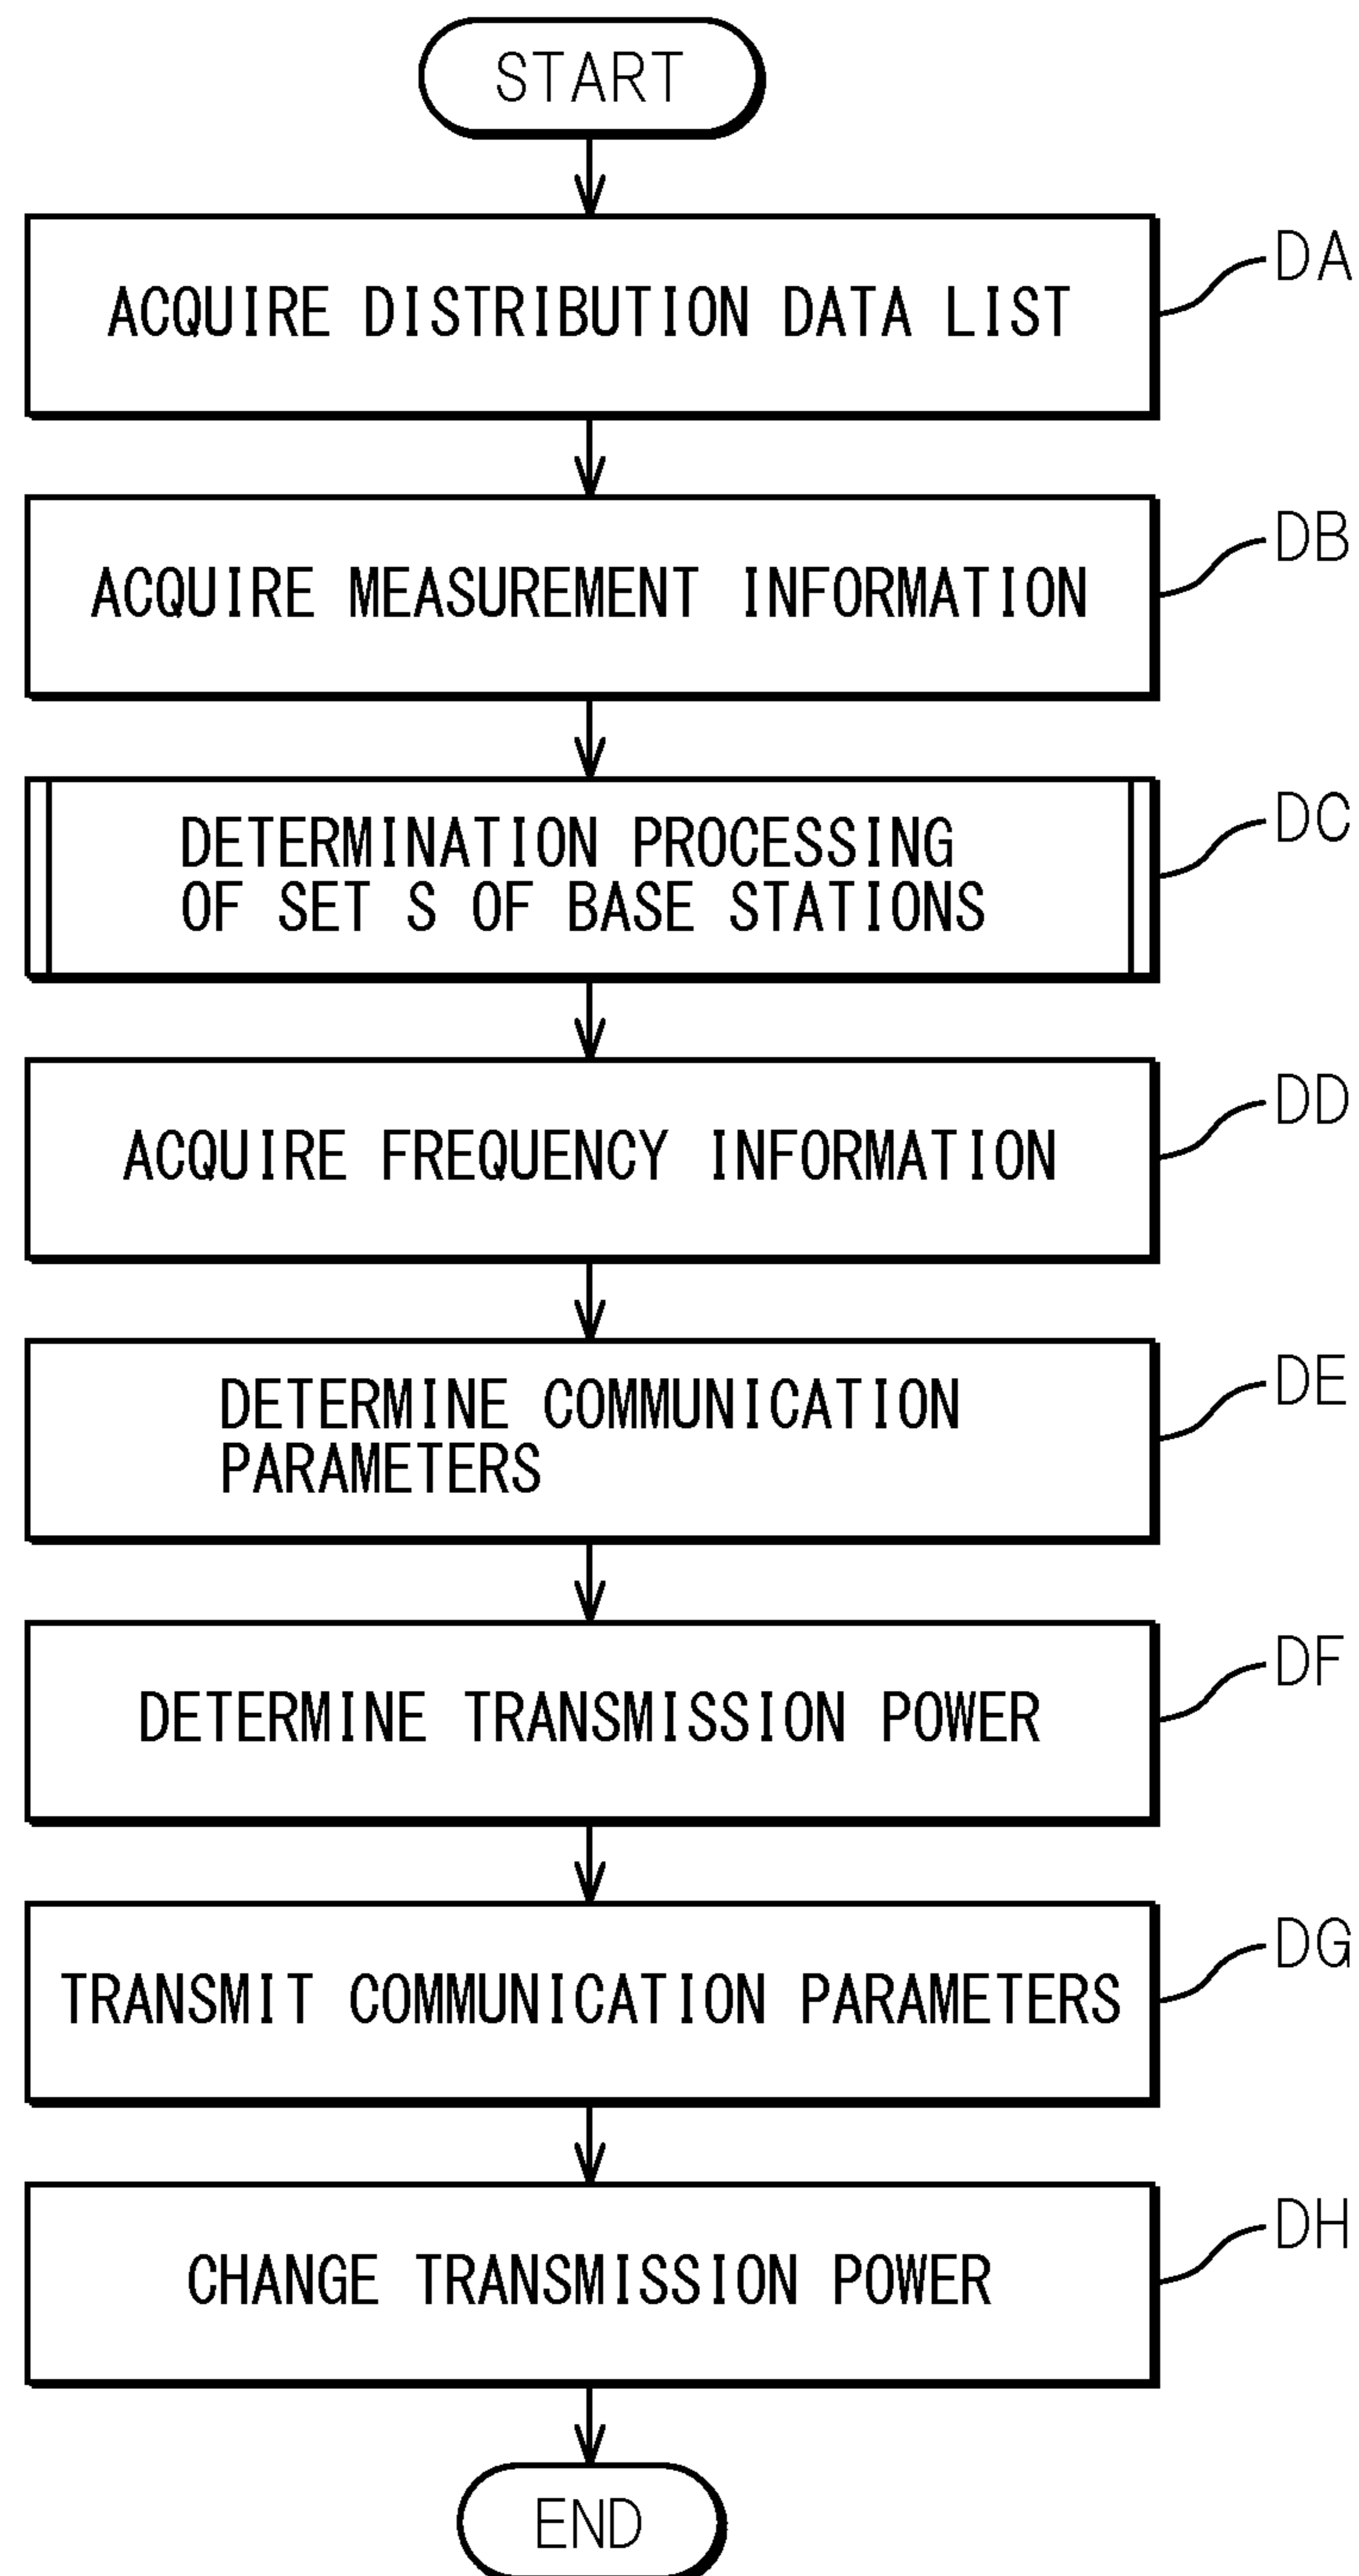 START
ACQUIRE DISTRIBUTION DATA LIST
DA
ACQUIRE MEASUREMENT INFORMATION
DB
DETERMINATION PROCESSING
OF SET S OF BASE STATIONS
DC
ACQUIRE FREQUENCY INFORMATION
DD
DETERMINE COMMUNICATION
PARAMETERS
DE
DETERMINE TRANSMISSION POWER
DF
TRANSMIT COMMUNICATION PARAMETERS
DG
CHANGE TRANSMISSION POWER
DH
END